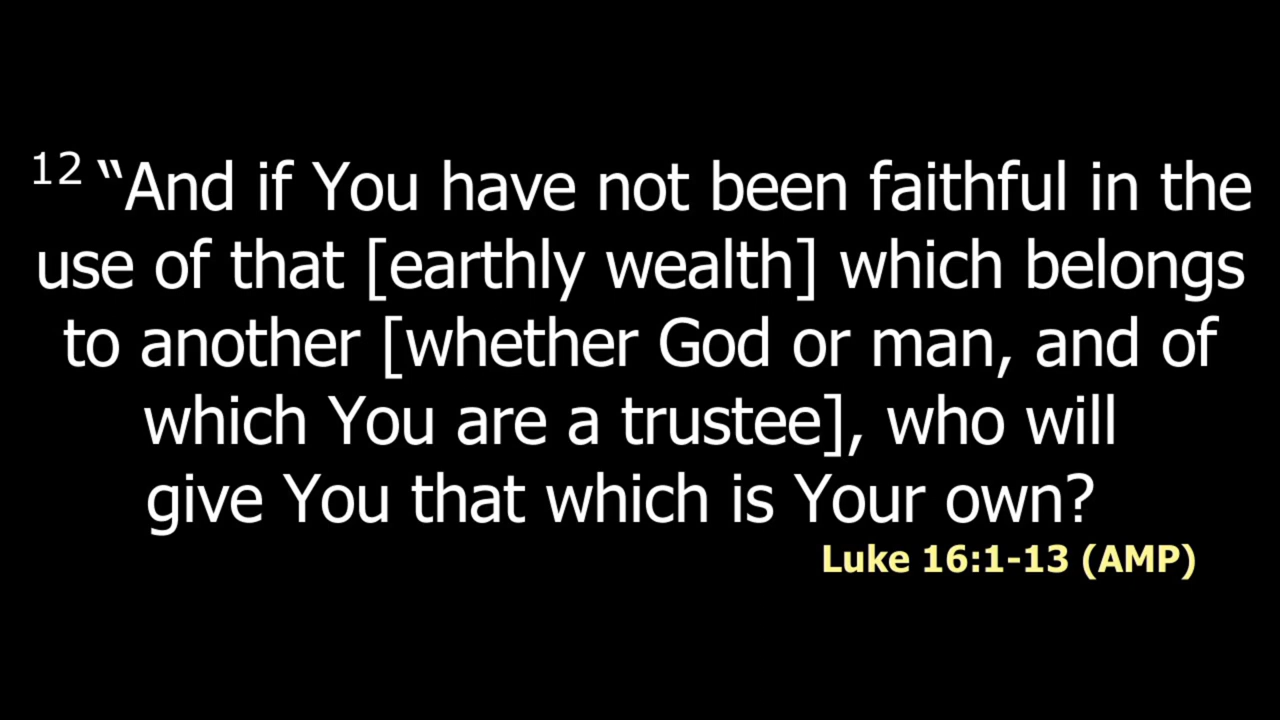 12 “And if You have not been faithful in the
use of that [earthly wealth] which belongs
to another [whether God or man, and of
which You are a trustee], who will
give You that which is Your own?
Luke 16:1-13 (AMP)